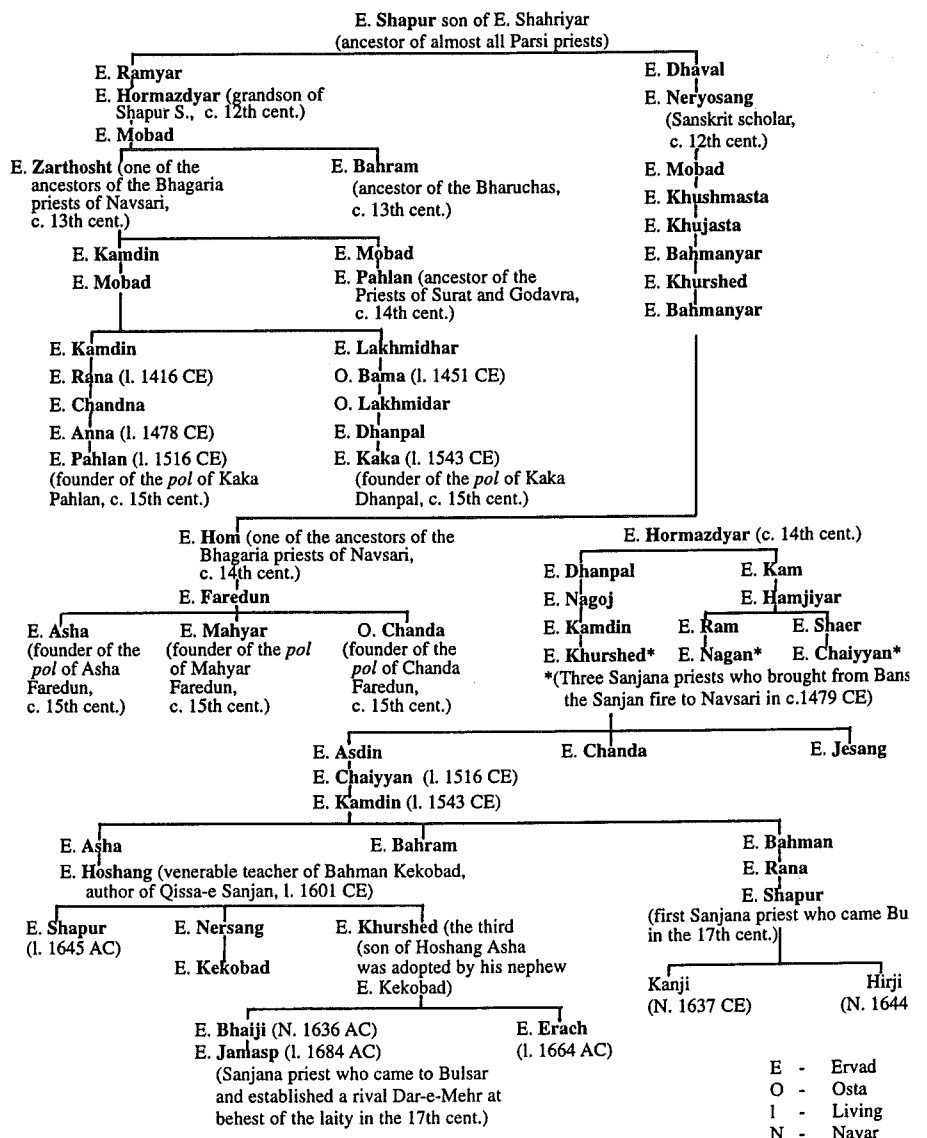 E. Shapur son of E. Shahriyar
(ancestor of almost all Parsi priests)
E. Ramyar
E. Hormazdyar (grandson of
Shapur S., c. 12th cent.)
E. Mobad
E. Dhaval
E. Neryosang
(Sanskrit scholar,
c. 12th cent.)
E. Mobad
E. Khushmasta
E. Khujasta
E. Bahmanyar
E. Khurshed
E. Bahmanyar
E. Zarthosht (one of the
ancestors of the Bhagaria
priests of Navsari,
c. 13th cent.)
E. Bahram
(ancestor of the Bharuchas,
c. 13th cent.)
E. Kamdin
E. Mobad
E. Mobad
E. Pahlan (ancestor of the
Priests of Surat and Godavra,
c. 14th cent.)
E. Kamdin
E. Rana (l. 1416 CE)
E. Chandna
E. Anna (l. 1478 CE)
E. Pahlan (l. 1516 CE)
(founder of the pol of Kaka
Pahlan, c. 15th cent.)
E. Lakhmidhar
O. Bama (l. 1451 CE)
O. Lakhmidar
E. Dhanpal
E. Kaka (l. 1543 CE)
(founder of the pol of Kaka
Dhanpal, c. 15th cent.)
E. Hom (one of the ancestors of the
Bhagaria priests of Navsari,
c. 14th cent.)
E. Faredun
E. Asha
(founder of the
pol of Asha
Faredun,
c. 15th cent.)
E. Mahyar
(founder of the pol
of Mahyar
Faredun,
c. 15th cent.)
O. Chanda
(founder of the
pol of Chanda
Faredun,
c. 15th cent.)
E. Hormazdyar (c. 14th cent.)
E. Dhanpal
E. Nagoj
E. Kamdin
E. Khurshed*
E. Kam
E. Hamjiyar
E. Ram
E. Nagan*
E. Shaer
E. Chaiyyan*
*(Three Sanjana priests who brought from Bans
the Sanjan fire to Navsari in c.1479 CE)
E. Asdin
E. Chaiyyan (l. 1516 CE)
E. Kamdin (l. 1543 CE)
E. Chanda
E. Jesang
E. Asha
E. Hoshang (venerable teacher of Bahman Kekobad,
author of Qissa-e Sanjan, l. 1601 CE)
E. Bahram
E. Bahman
E. Rana
E. Shapur
(first Sanjana priest who came Bu
in the 17th cent.)
E. Shapur
(l. 1645 AC)
E. Nersang
E. Kekobad
E. Khurshed (the third
(son of Hoshang Asha
was adopted by his nephew
E. Kekobad)
Kanji
(N. 1637 CE)
Hirji
(N. 1644
E. Bhaiji (N. 1636 AC)
E. Jamasp (l. 1684 AC)
(Sanjana priest who came to Bulsar
and established a rival Dar-e-Mehr at
behest of the laity in the 17th cent.)
E. Erach
(l. 1664 AC)
E - Ervad
O - Osta
l - Living
N - Navar